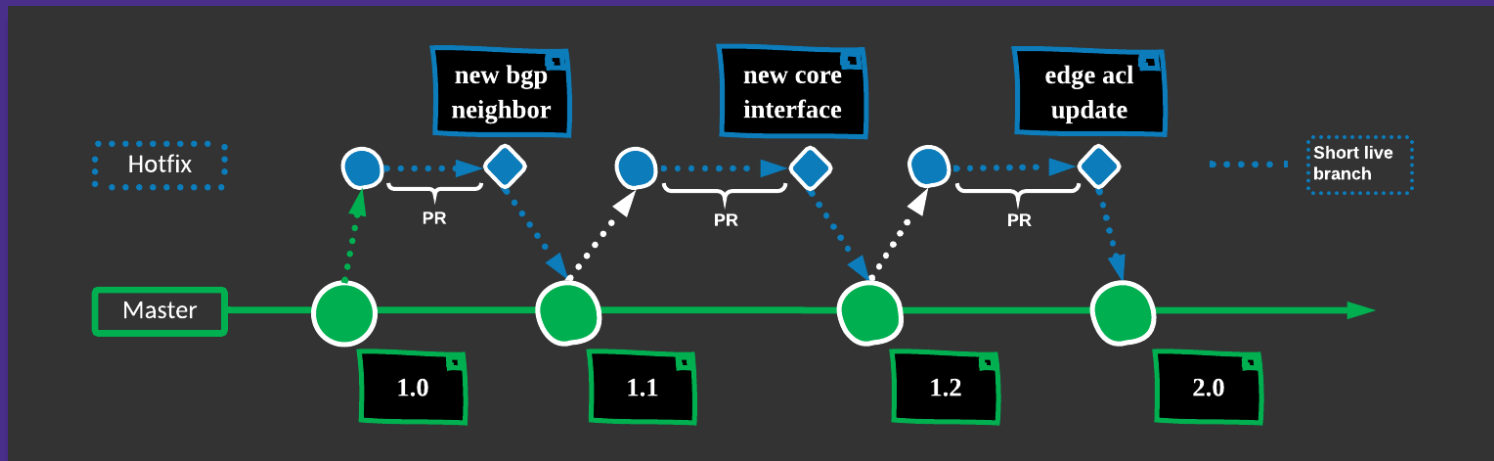 new bgp
neighbor
new core
interface
edge acl
update
Hotfix
Short live
branch
PR
PR
PR
Master
1.0
1.1
1.2
2.0